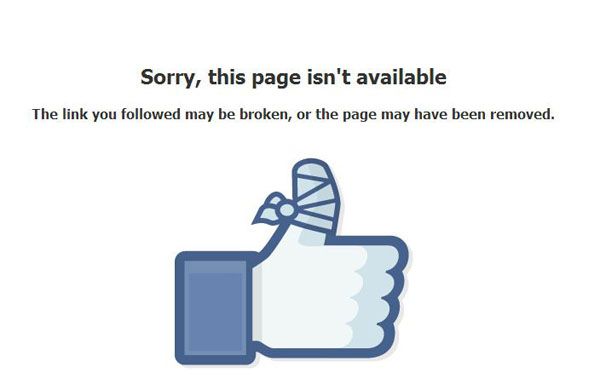 Sorry, this page isn't available
The link you followed may be broken, or the page may have been removed.